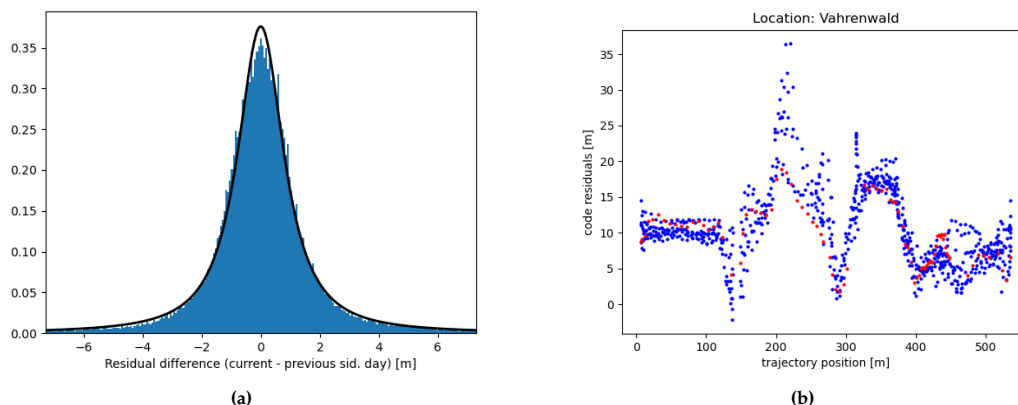 0.35
0.30
0.25
0.20
0.15
0.10
0.05
0.00
−6 −4 −2 0 2 4 6
Residual difference (current - previous sid. day) [m]
(a)
Location: Vahrenwald
code residuals [m]
35
30
25
20
15
10
5
0
0 100 200 300 400 500
trajectory position [m]
(b)